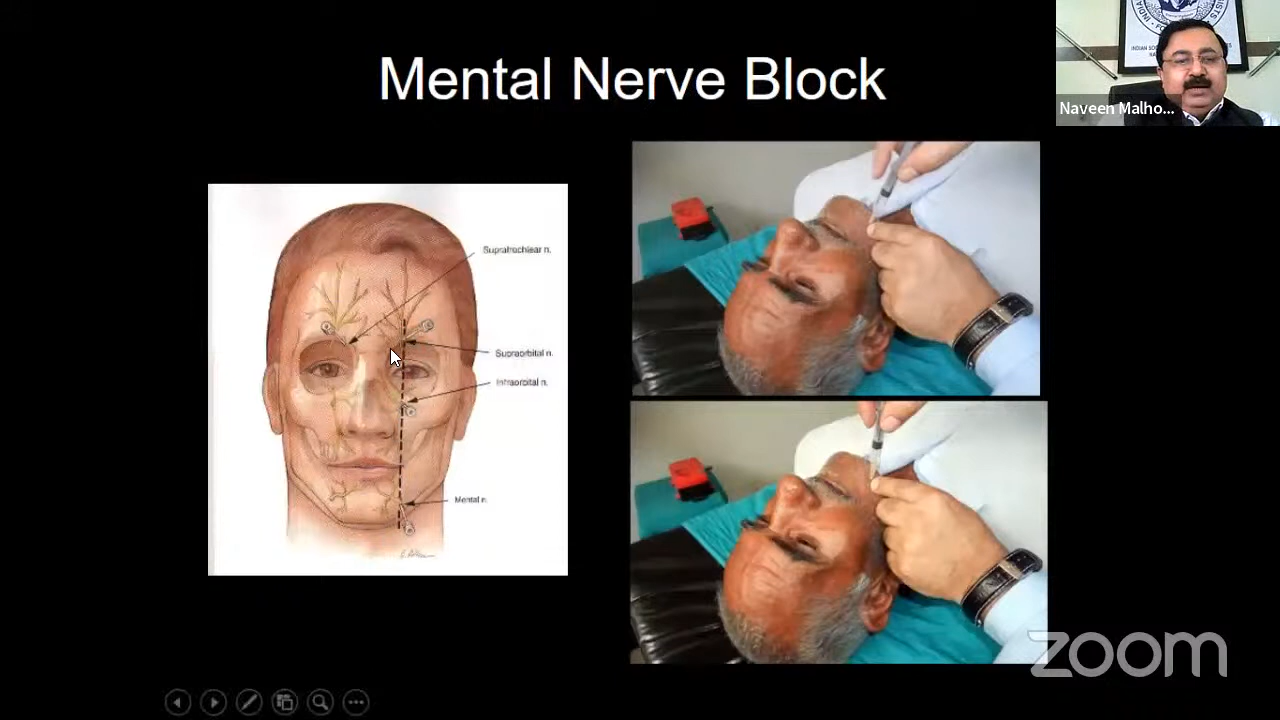 Mental Nerve Block
Naveen Malho...
Supratrochlear n.
Supraorbital n.
Infraorbital n.
Mental n.
zoom